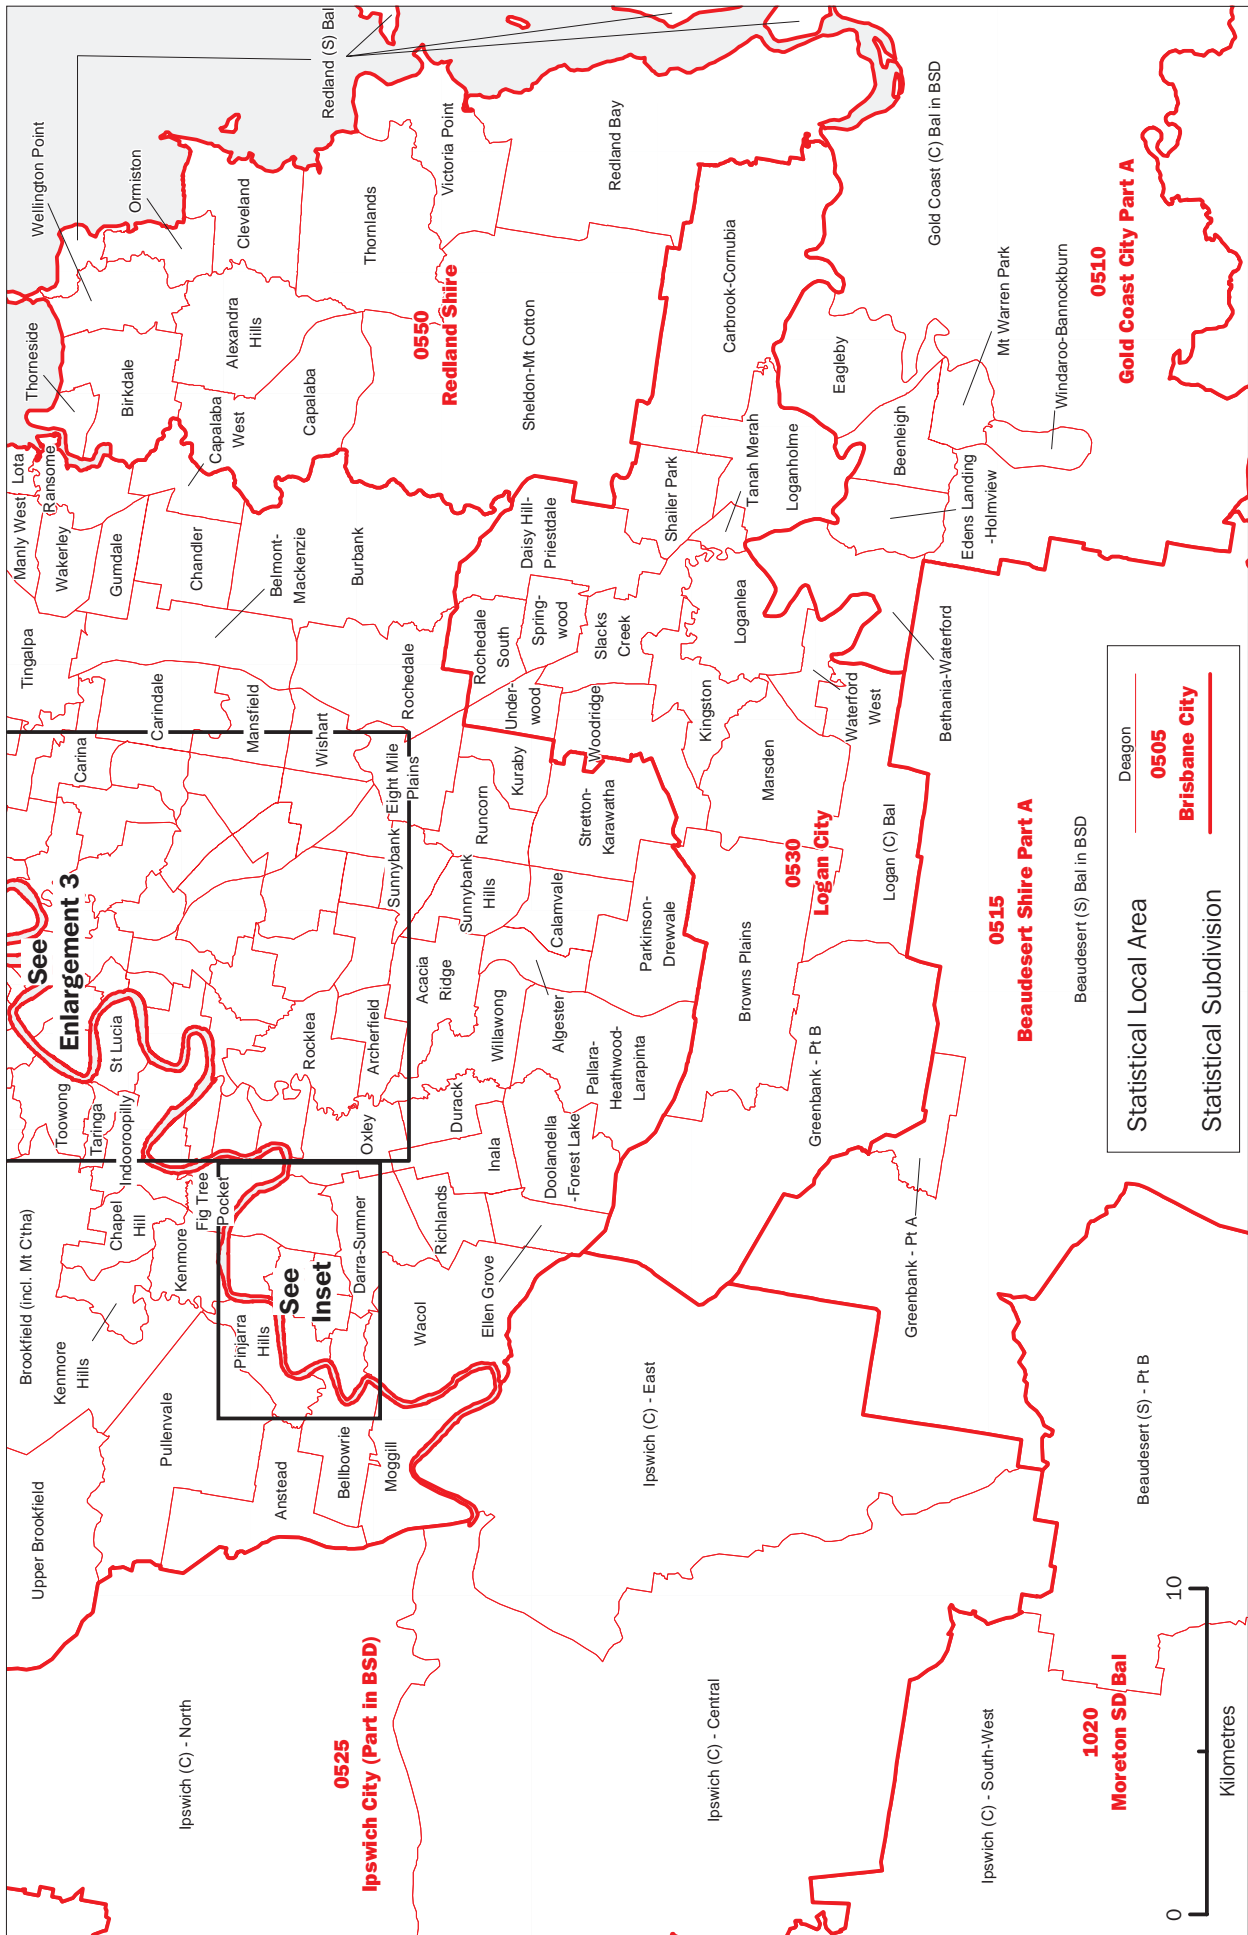 Upper Brookfield
Brookfield (incl. Mt C'tha)
Kenmore
Hills
Pullenvale
Anstead
Bellbowrie
Moggill
Pinjarra
Hills
Kenmore
Chapel
Hill
Fig Tree
Pocket
Indooroopilly
Taringa
Toowong
St Lucia
See
Enlargement 3
See
Inset
Darra-Sumner
Wacol
Ellen Grove
Richlands
Inala
Durack
Oxley
Doolandella
-Forest Lake
Rocklea
Archerfield
Acacia
Ridge
Willawong
Algester
Pallara-
Heathwood-
Larapinta
Sunnybank
Sunnybank
Hills
Calamvale
Parkinson-
Drewvale
Stretton-
Karawatha
Runcorn
Kuraby
Eight Mile
Plains
Carina
Carindale
Mansfield
Wishart
Rochedale
Tingalpa
Manly West
Lota
Ransome
Wakerley
Gumdale
Chandler
Belmont-
Mackenzie
Burbank
Capalaba
West
Thorneside
Birkdale
Wellington Point
Ormiston
Cleveland
Alexandra
Hills
Capalaba
Thornlands
Victoria Point
Redland Bay
Redland (S) Bal
0550
Redland Shire
Sheldon-Mt Cotton
Rochedale
South
Under-
wood
Spring-
wood
Daisy Hill-
Priestdale
Slacks
Creek
Woodridge
Kingston
Loganlea
Shailer Park
Tanah Merah
Loganholme
Carbrook-Cornubia
Marsden
Waterford
West
Bethania-Waterford
Browns Plains
0530
Logan City
Logan (C) Bal
Greenbank - Pt B
Greenbank - Pt A
Eagleby
Beenleigh
Edens Landing
-Holmview
Mt Warren Park
Windaroo-Bannockburn
Gold Coast (C) Bal in BSD
0510
Gold Coast City Part A
0515
Beaudesert Shire Part A
Beaudesert (S) Bal in BSD
Beaudesert (S) - Pt B
Ipswich (C) - North
0525
Ipswich City (Part in BSD)
Ipswich (C) - East
Ipswich (C) - Central
Ipswich (C) - South-West
1020
Moreton SD Bal
0
10
Kilometres
Statistical Local Area
Deagon
Statistical Subdivision
0505
Brisbane City